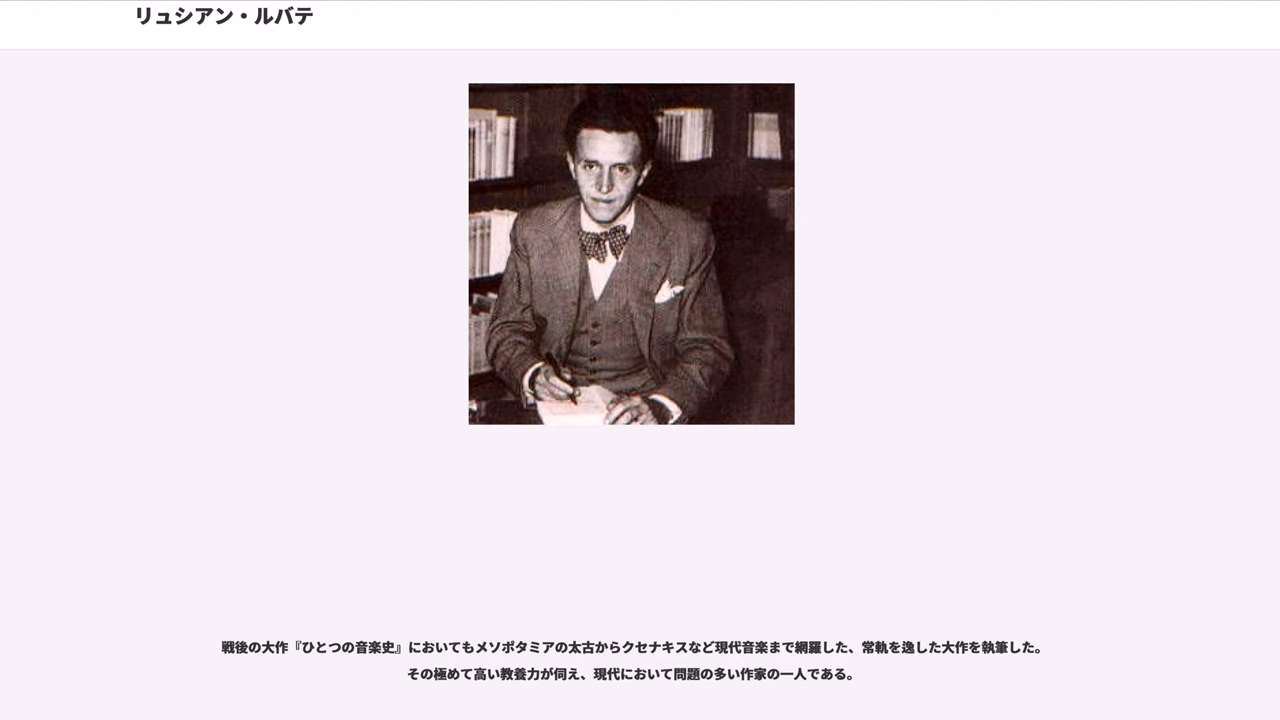 リュシアン・ルバテ
戦後の大作『ひとつの音楽史』においてもメソポタミアの太古からクセナキスなど現代音楽まで網羅した、常軌を逸した大作を執筆した。
その極めて高い教養力が伺え、現代において問題の多い作家の一人である。